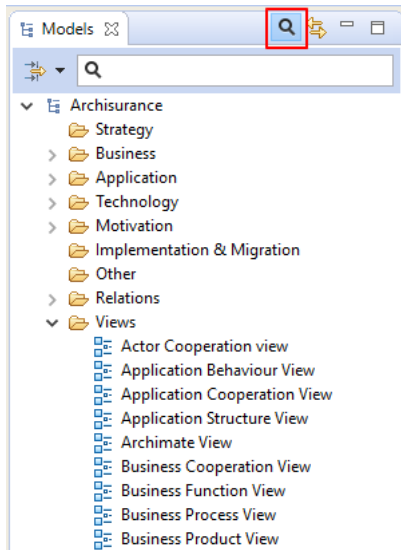 Models
Archisurance
Strategy
Business
Application
Technology
Motivation
Implementation & Migration
Other
Relations
Views
Actor Cooperation view
Application Behaviour View
Application Cooperation View
Application Structure View
Archimate View
Business Cooperation View
Business Function View
Business Process View
Business Product View